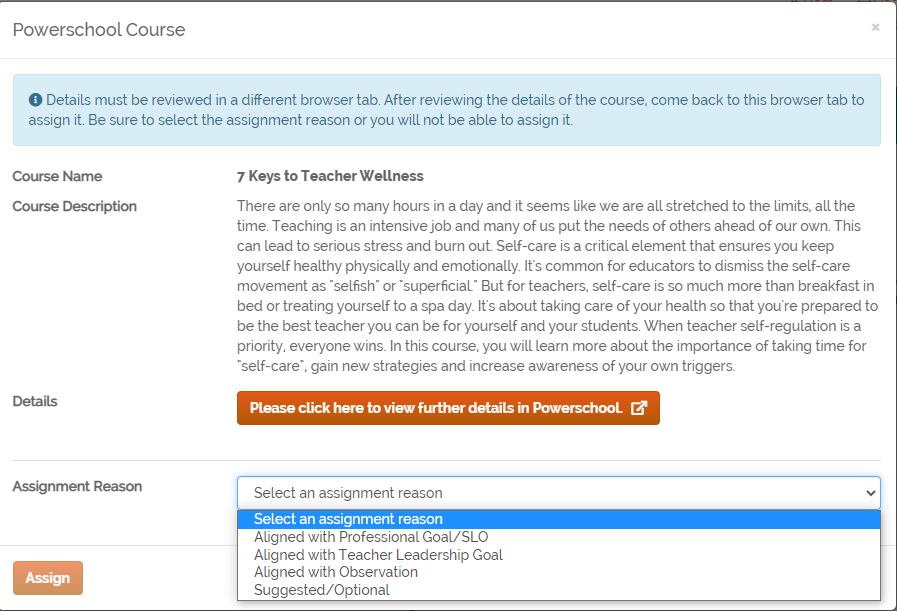 Powerschool Course
×
Details must be reviewed in a different browser tab. After reviewing the details of the course, come back to this browser tab to
assign it. Be sure to select the assignment reason or you will not be able to assign it.
Course Name
7 Keys to Teacher Wellness
Course Description
There are only so many hours in a day and it seems like we are all stretched to the limits, all the
time. Teaching is an intensive job and many of us put the needs of others ahead of our own. This
can lead to serious stress and burn out. Self-care is a critical element that ensures you keep
yourself healthy physically and emotionally. It's common for educators to dismiss the self-care
movement as "selfish" or "superficial." But for teachers, self-care is so much more than breakfast in
bed or treating yourself to a spa day. It's about taking care of your health so that you're prepared to
be the best teacher you can be for yourself and your students. When teacher self-regulation is a
priority, everyone wins. In this course, you will learn more about the importance of taking time for
"self-care", gain new strategies and increase awareness of your own triggers.
Details
Please click here to view further details in Powerschool.
Assignment Reason
Select an assignment reason
Select an assignment reason
Aligned with Professional Goal/SLO
Aligned with Teacher Leadership Goal
Aligned with Observation
Suggested/Optional
Assign